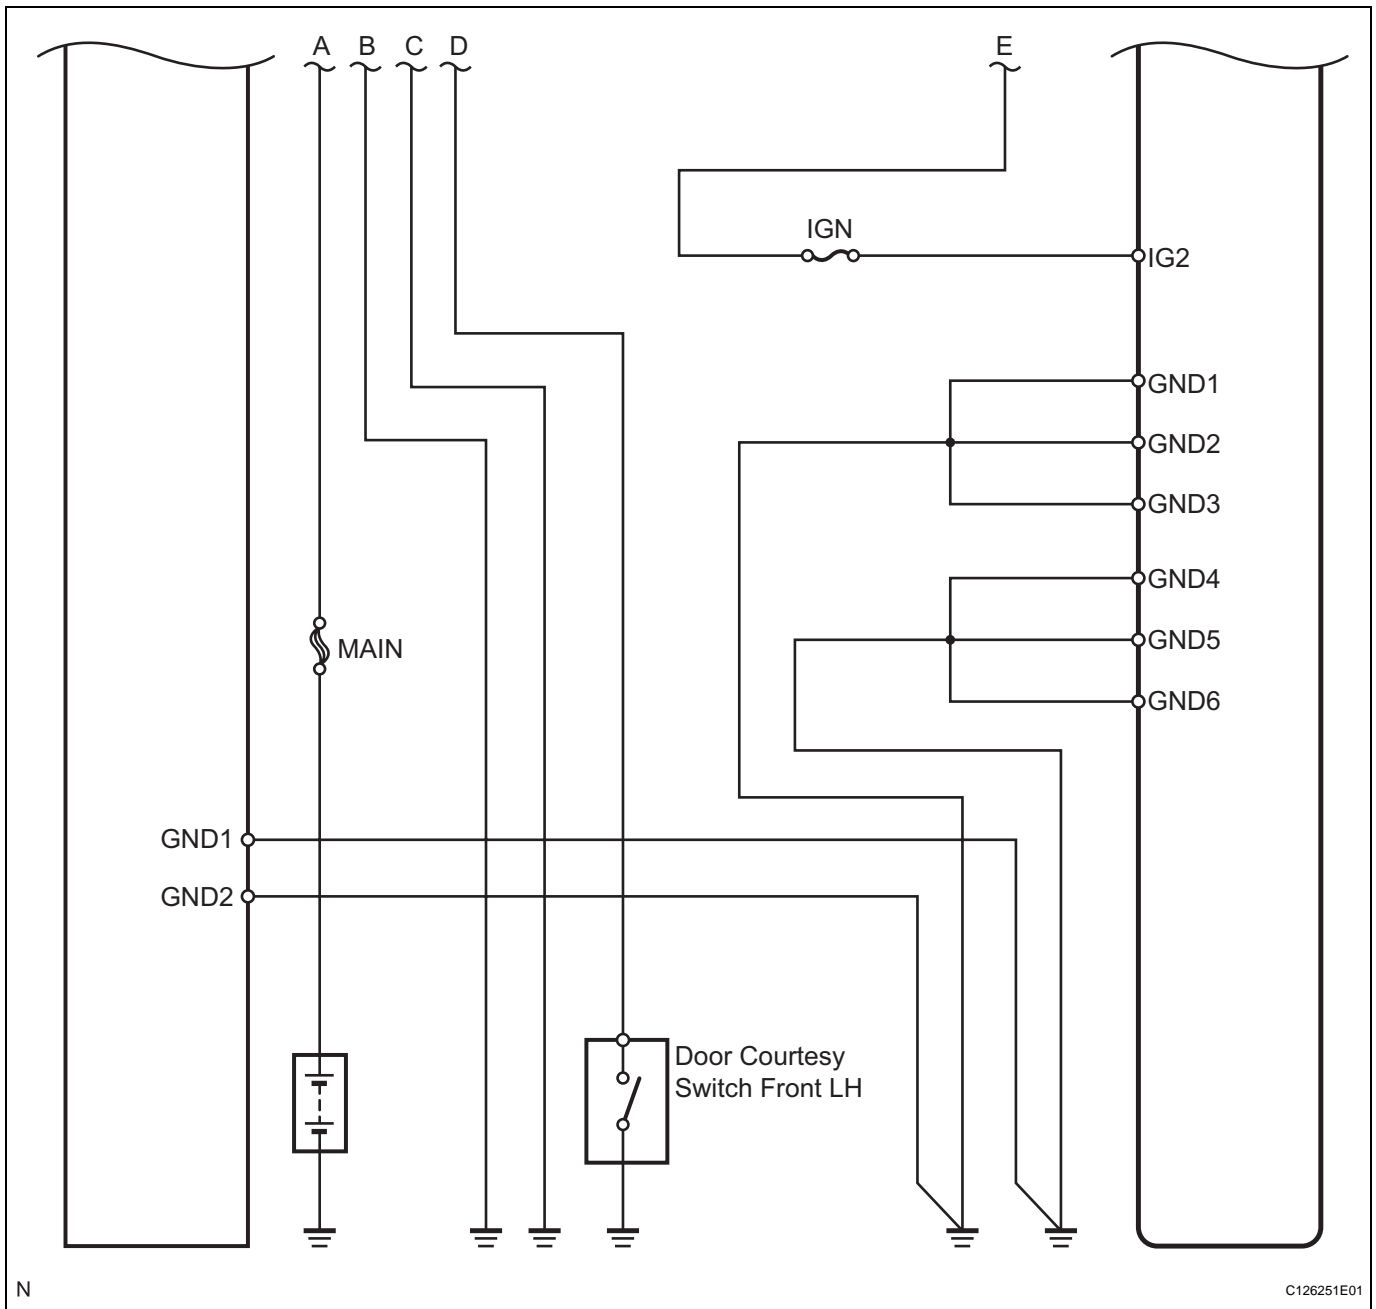 A B C D E
IGN
IG2
GND1
GND2
GND3
GND4
GND5
GND6
MAIN
GND1
GND2
Door Courtesy
Switch Front LH
N
C126251E01